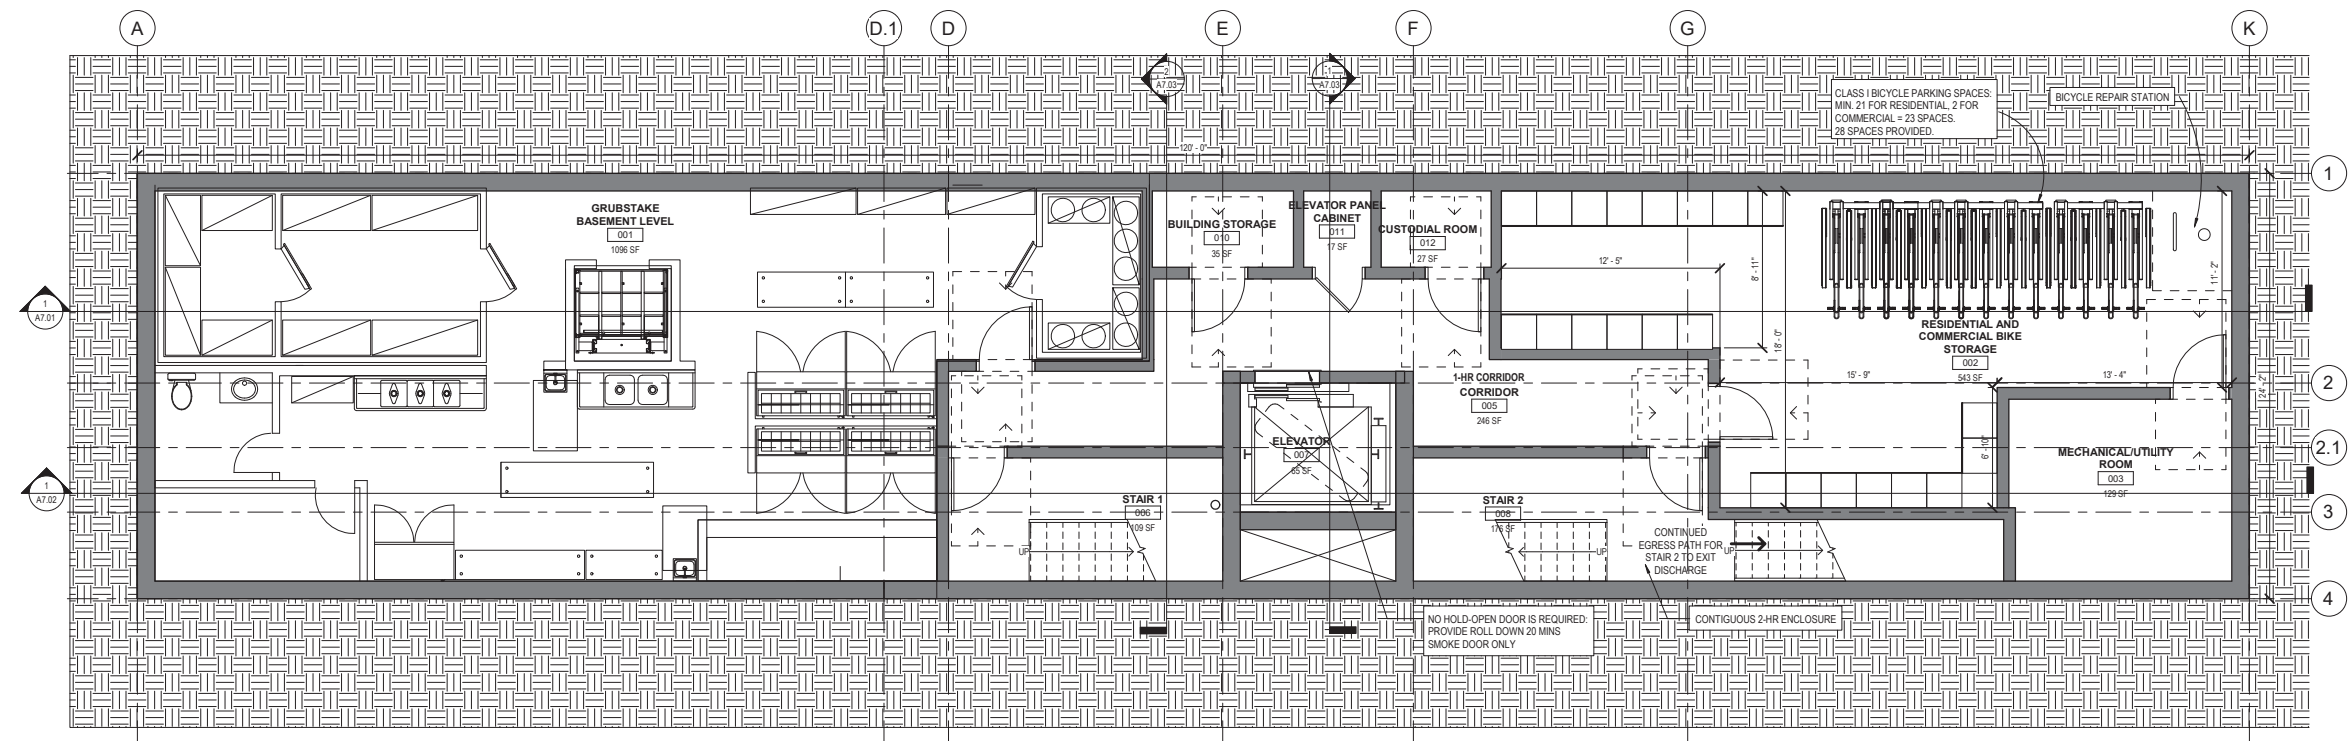 A
D.1
D
E
F
G
K
2
A7.03
1
A7.03
CLASS I BICYCLE PARKING SPACES:
MIN. 21 FOR RESIDENTIAL, 2 FOR
COMMERCIAL = 23 SPACES.
28 SPACES PROVIDED.
BICYCLE REPAIR STATION
120' - 0"
1
GRUBSTAKE
BASEMENT LEVEL
001
1096 SF
BUILDING STORAGE
010
35 SF
ELEVATOR PANEL
CABINET
011
17 SF
CUSTODIAL ROOM
012
27 SF
12' - 5"
8' - 11"
18' - 0"
11' - 2"
1
A7.01
RESIDENTIAL AND
COMMERCIAL BIKE
STORAGE
002
543 SF
15' - 9"
13' - 4"
24' - 2"
2
1-HR CORRIDOR
CORRIDOR
005
246 SF
ELEVATOR
007
65 SF
6' - 10"
2.1
MECHANICAL/UTILITY
ROOM
003
129 SF
1
A7.02
STAIR 1
006
109 SF
UP
STAIR 2
008
176 SF
UP
3
CONTINUED
EGRESS PATH FOR
STAIR 2 TO EXIT
DISCHARGE
UP
4
NO HOLD-OPEN DOOR IS REQUIRED:
PROVIDE ROLL DOWN 20 MINS
SMOKE DOOR ONLY
CONTIGUOUS 2-HR ENCLOSURE